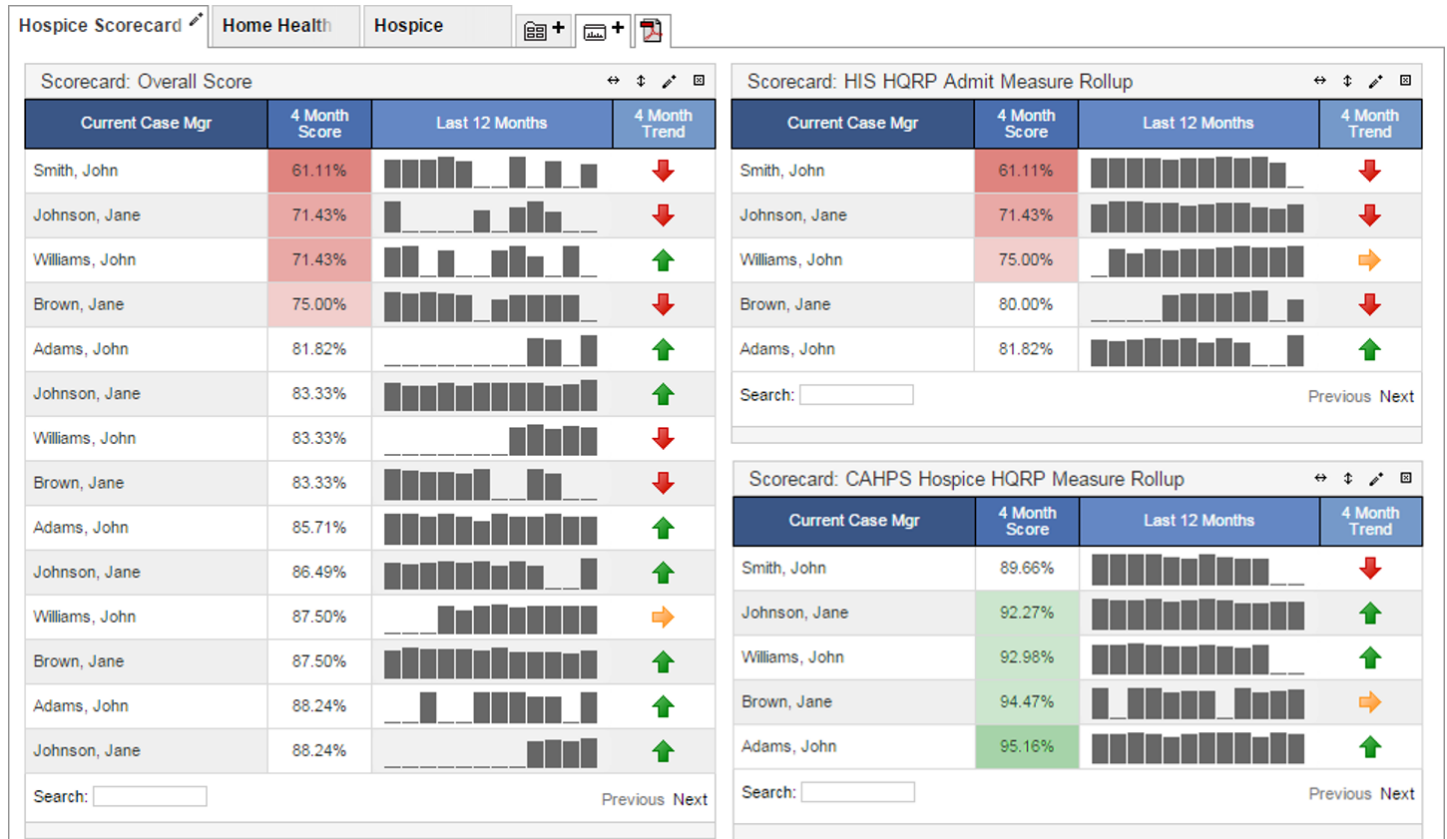 Hospice Scorecard Home Health Hospice
Scorecard: Overall Score
Current Case Mgr 4 Month Score Last 12 Months 4 Month Trend
Smith, John 61.11%
Johnson, Jane 71.43%
Williams, John 71.43%
Brown, Jane 75.00%
Adams, John 81.82%
Johnson, Jane 83.33%
Williams, John 83.33%
Brown, Jane 83.33%
Adams, John 85.71%
Johnson, Jane 86.49%
Williams, John 87.50%
Brown, Jane 87.50%
Adams, John 88.24%
Johnson, Jane 88.24%
Search: Previous Next
Scorecard: HIS HQRP Admit Measure Rollup
Current Case Mgr 4 Month Score Last 12 Months 4 Month Trend
Smith, John 61.11%
Johnson, Jane 71.43%
Williams, John 75.00%
Brown, Jane 80.00%
Adams, John 81.82%
Search: Previous Next
Scorecard: CAHPS Hospice HQRP Measure Rollup
Current Case Mgr 4 Month Score Last 12 Months 4 Month Trend
Smith, John 89.66%
Johnson, Jane 92.27%
Williams, John 92.98%
Brown, Jane 94.47%
Adams, John 95.16%
Search: Previous Next